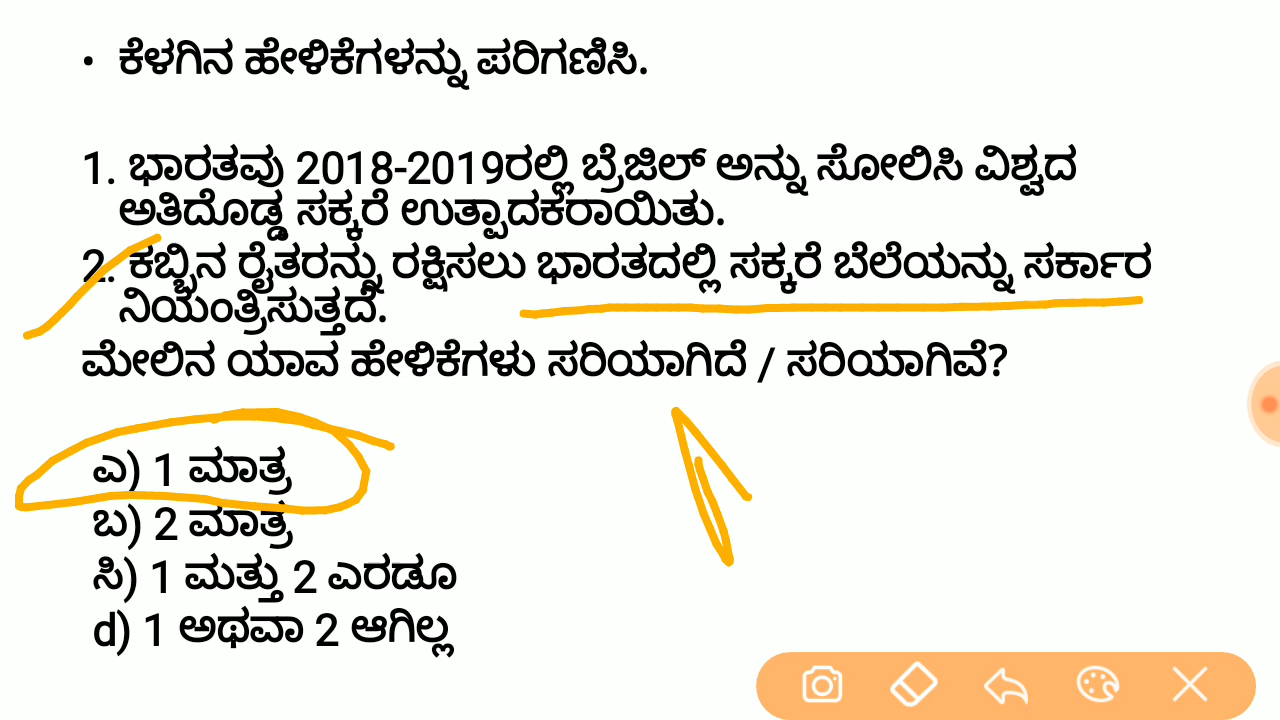 • ಕೆಳಗಿನ ಹೇಳಿಕೆಗಳನ್ನು ಪರಿಗಣಿಸಿ.
1. ಭಾರತವು 2018-2019ರಲ್ಲಿ ಬ್ರೆಜಿಲ್ ಅನ್ನು ಸೋಲಿಸಿ ವಿಶ್ವದ
ಅತಿದೊಡ್ಡ ಸಕ್ಕರೆ ಉತ್ಪಾದಕರಾಯಿತು.
2. ಕಬ್ಬಿನ ರೈತರನ್ನು ರಕ್ಷಿಸಲು ಭಾರತದಲ್ಲಿ ಸಕ್ಕರೆ ಬೆಲೆಯನ್ನು ಸರ್ಕಾರ
ನಿಯಂತ್ರಿಸುತ್ತದೆ.
ಮೇಲಿನ ಯಾವ ಹೇಳಿಕೆಗಳು ಸರಿಯಾಗಿದೆ / ಸರಿಯಾಗಿವೆ?
ಎ) 1 ಮಾತ್ರ
ಬ) 2 ಮಾತ್ರ
ಸಿ) 1 ಮತ್ತು 2 ಎರಡೂ
d) 1 ಅಥವಾ 2 ಆಗಿಲ್ಲ